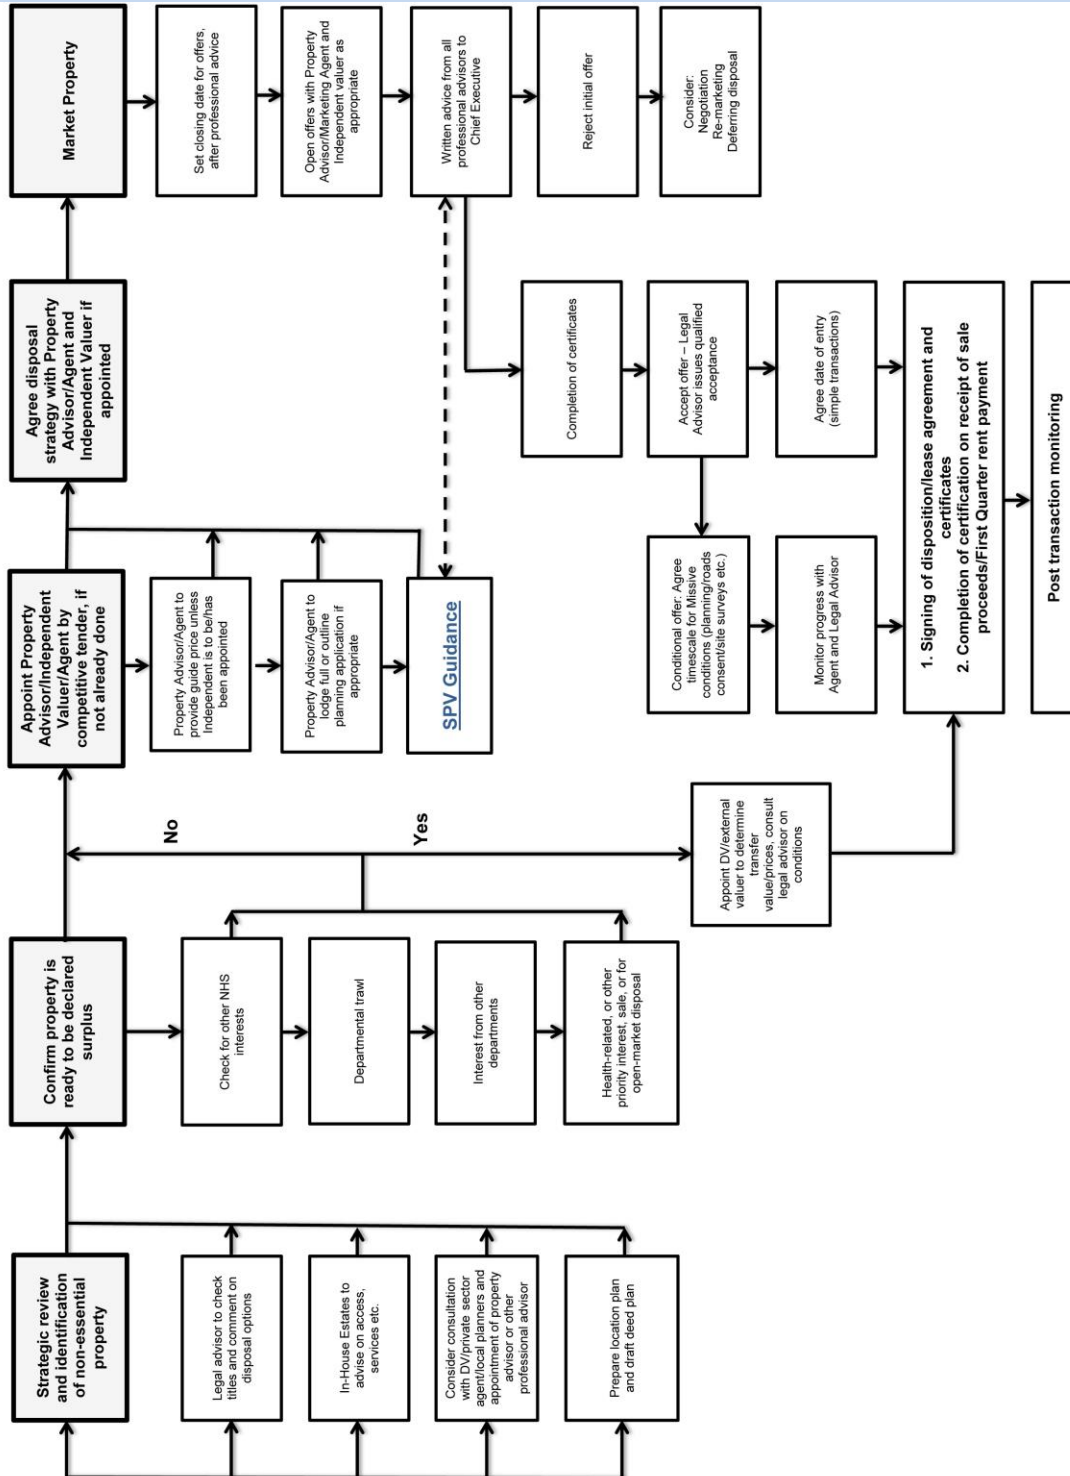 Strategic review
and identification
of non-essential
property
Legal advisor to check
titles and comment on
disposal options
In-House Estates to
advise on access,
services etc.
Consider consultation
with DV/private sector
agent/local planners and
appointment of property
advisor or other
professional advisor
Prepare location plan
and draft deed plan
Confirm property is
ready to be declared
surplus
Check for other NHS
interests
Departmental trawl
Interest from other
departments
Health-related, or other
priority interest, sale, or for
open-market disposal
No
Yes
Appoint DV/external
valuer to determine
transfer
value/prices, consult
legal advisor on
conditions
Appoint Property
Advisor/Independent
Valuer/Agent by
competitive tender, if
not already done
Property Advisor/Agent to
provide guide price unless
Independent is to be/has
been appointed
Property Advisor/Agent to
lodge full or outline
planning application if
appropriate
SPV Guidance
Agree disposal
strategy with Property
Advisor/Agent and
Independent Valuer if
appointed
Market Property
Set closing date for offers,
after professional advice
Open offers with Property
Advisor/Marketing Agent and
Independent valuer as
appropriate
Written advice from all
professional advisors to
Chief Executive
Reject initial offer
Consider:
Negotiation
Re-marketing
Deferring disposal
Completion of certificates
Accept offer – Legal
Advisor issues qualified
acceptance
Agree date of entry
(simple transactions)
Conditional offer: Agree
timescale for Missive
conditions (planning/roads
consent/site surveys etc.)
Monitor progress with
Agent and Legal Advisor
1. Signing of disposition/lease agreement and
certificates
2. Completion of certification on receipt of sale
proceeds/First Quarter rent payment
Post transaction monitoring